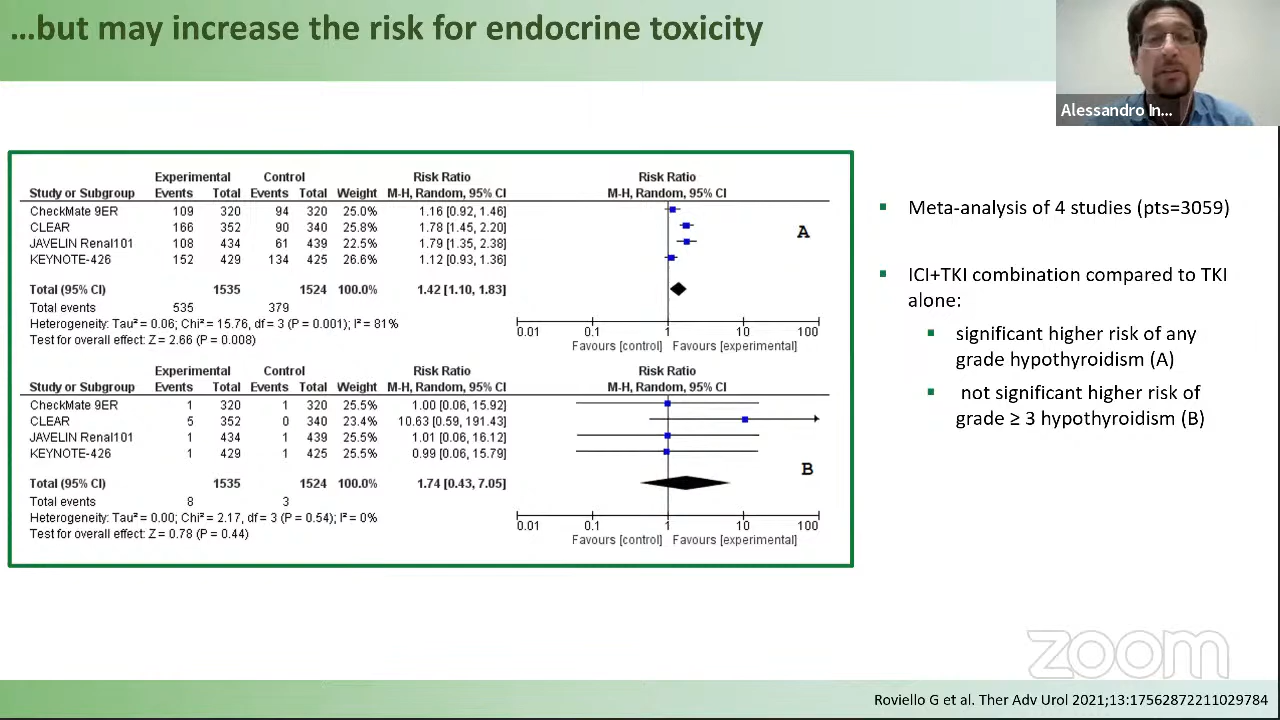 …but may increase the risk for endocrine toxicity
Alessandro In...
Experimental Control Risk Ratio Risk Ratio
Study or Subgroup Events Total Events Total Weight M-H, Random, 95% CI M-H, Random, 95% CI
CheckMate 9ER 109 320 94 320 25.0% 1.16 [0.92, 1.46]
CLEAR 166 352 90 340 25.8% 1.78 [1.45, 2.20]
JAVELIN Renal101 108 434 61 439 22.5% 1.79 [1.35, 2.38]
KEYNOTE-426 152 429 134 425 26.6% 1.12 [0.93, 1.36]
A
Total (95% CI) 1535 1524 100.0% 1.42 [1.10, 1.83]
Total events 535 379
Heterogeneity: Tau² = 0.06; Chi² = 15.76, df = 3 (P = 0.001); I² = 81%
Test for overall effect: Z = 2.66 (P = 0.008)
0.01 0.1 1 10 100
Favours [control] Favours [experimental]
Experimental Control Risk Ratio Risk Ratio
Study or Subgroup Events Total Events Total Weight M-H, Random, 95% CI M-H, Random, 95% CI
CheckMate 9ER 1 320 1 320 25.5% 1.00 [0.06, 15.92]
CLEAR 5 352 0 340 23.4% 10.63 [0.59, 191.43]
JAVELIN Renal101 1 434 1 439 25.5% 1.01 [0.06, 16.12]
KEYNOTE-426 1 429 1 425 25.5% 0.99 [0.06, 15.79]
B
Total (95% CI) 1535 1524 100.0% 1.74 [0.43, 7.05]
Total events 8 3
Heterogeneity: Tau² = 0.00; Chi² = 2.17, df = 3 (P = 0.54); I² = 0%
Test for overall effect: Z = 0.78 (P = 0.44)
0.01 0.1 1 10 100
Favours [control] Favours [experimental]
▪ Meta-analysis of 4 studies (pts=3059)
▪ ICI+TKI combination compared to TKI
alone:
▪ significant higher risk of any
grade hypothyroidism (A)
▪ not significant higher risk of
grade ≥ 3 hypothyroidism (B)
zoom
Roviello G et al. Ther Adv Urol 2021;13:17562872211029784